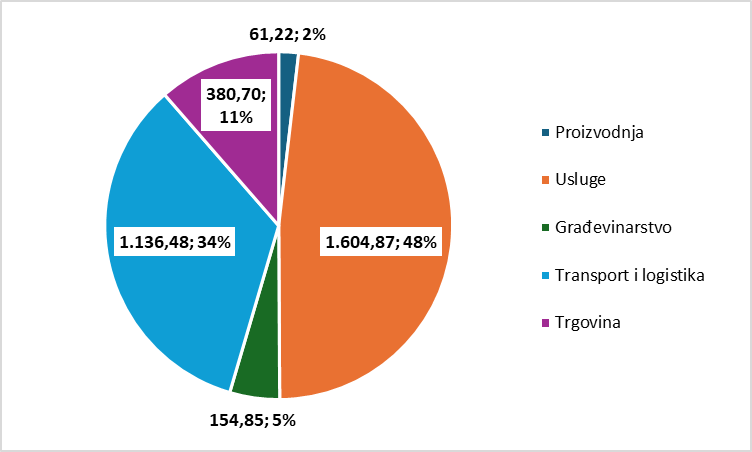 61,22; 2%
380,70;
11%
1.136,48; 34%
1.604,87; 48%
154,85; 5%
Proizvodnja
Usluge
Građevinarstvo
Transport i logistika
Trgovina